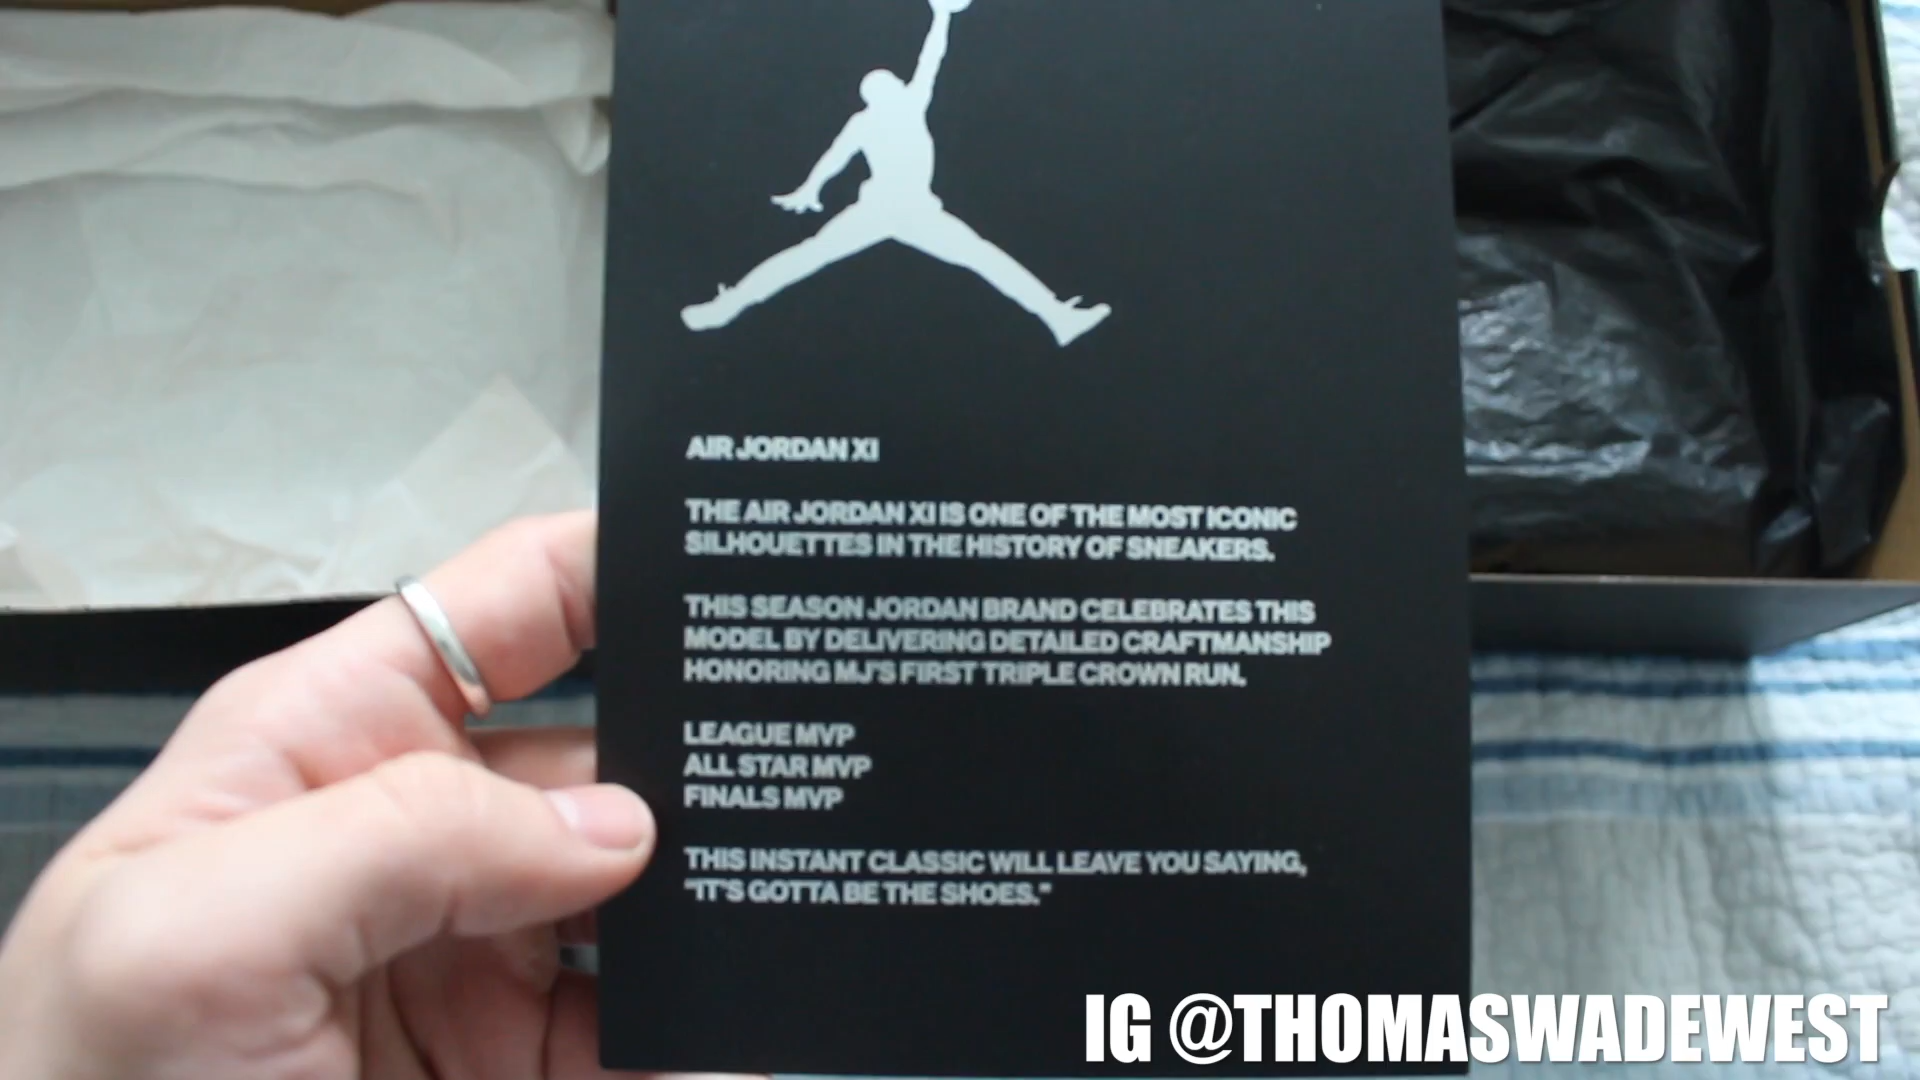 AIR JORDAN XI
THE AIR JORDAN XI IS ONE OF THE MOST ICONIC
SILHOUETTES IN THE HISTORY OF SNEAKERS.
THIS SEASON JORDAN BRAND CELEBRATES THIS
MODEL BY DELIVERING DETAILED CRAFTMANSHIP
HONORING MJ'S FIRST TRIPLE CROWN RUN.
LEAGUE MVP
ALL STAR MVP
FINALS MVP
THIS INSTANT CLASSIC WILL LEAVE YOU SAYING,
"IT'S GOTTA BE THE SHOES."
IG @THOMASWADEWEST